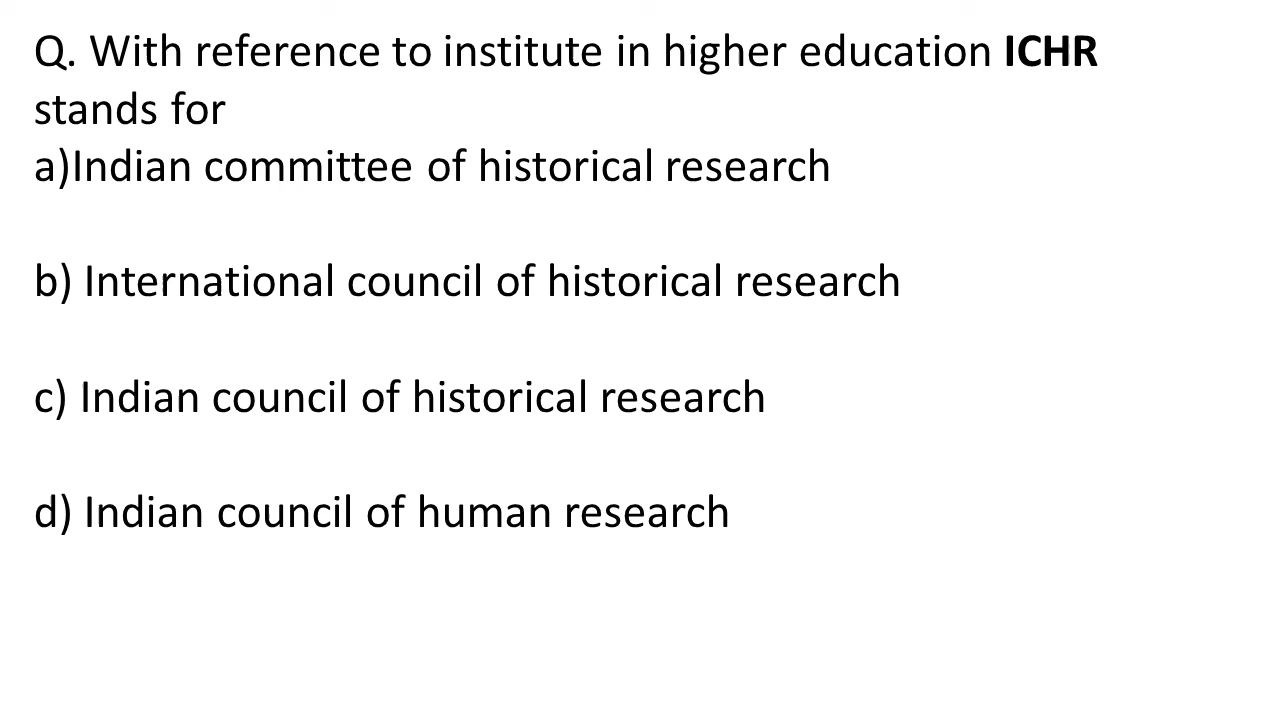 Q. With reference to institute in higher education ICHR
stands for
a)Indian committee of historical research
b) International council of historical research
c) Indian council of historical research
d) Indian council of human research